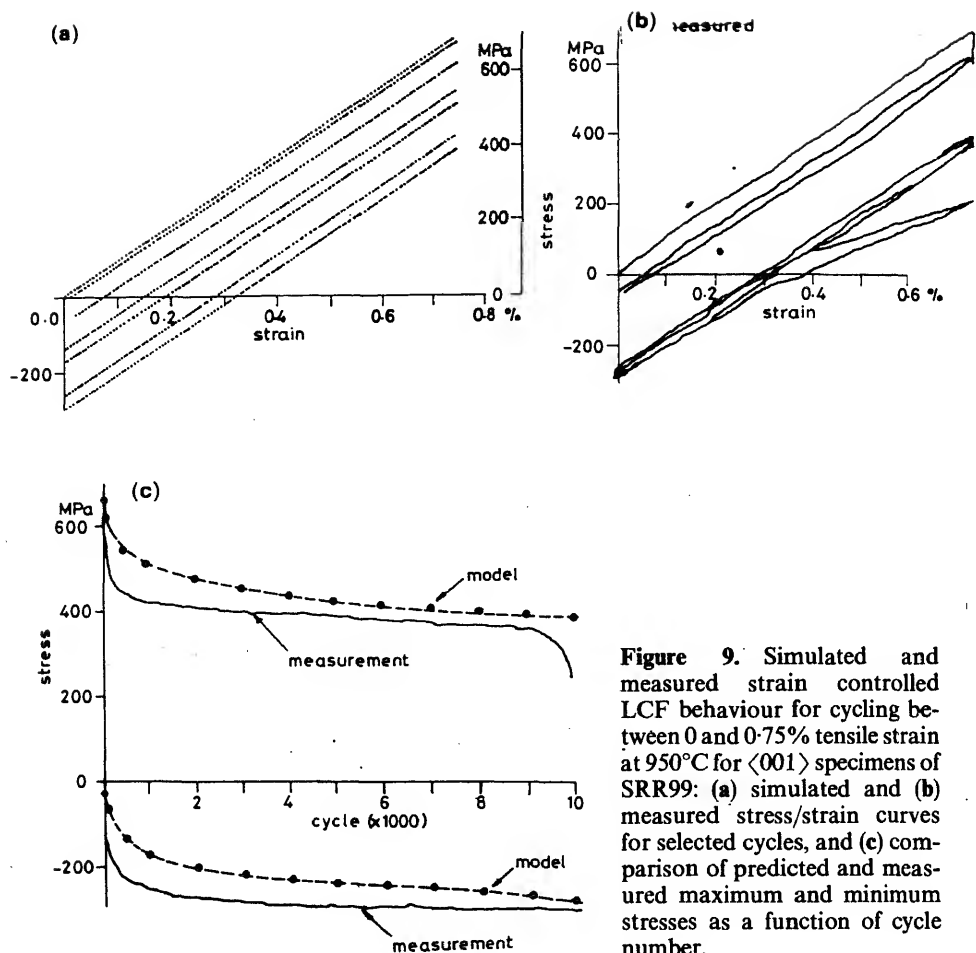 (a)
MPa
600
400
200
0
0·0
0·2
0·4
0·6
0·8 %
strain
-200
stress
(b)
measured
MPa
600
400
200
0
0·2
0·4
0·6 %
strain
-200
(c)
MPa
600
400
200
0
-200
stress
model
measurement
2
4
6
8
10
cycle (x1000)
model
measurement
Figure 9. Simulated and
measured strain controlled
LCF behaviour for cycling be-
tween 0 and 0·75% tensile strain
at 950°C for ⟨001⟩ specimens of
SRR99: (a) simulated and (b)
measured stress/strain curves
for selected cycles, and (c) com-
parison of predicted and meas-
ured maximum and minimum
stresses as a function of cycle
number.